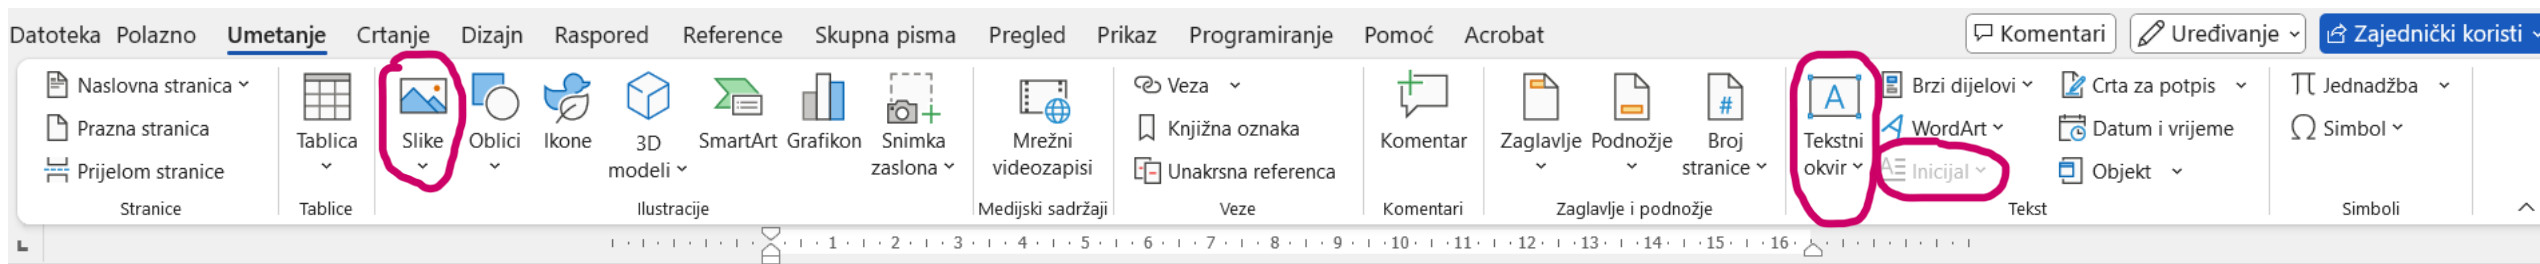 Datoteka Polazno Umetanje Crtanje Dizajn Raspored Reference Skupna pisma Pregled Prikaz Programiranje Pomoć Acrobat Komentari Uređivanje Zajednički koristi
Naslovna stranica
Prazna stranica
Prijelom stranice
Stranice
Tablica
Tablice
Slike
Oblici
Ikone
3D
modeli
SmartArt
Grafikon
Snimka
zaslona
Ilustracije
Mrežni
videozapisi
Medijski sadržaji
Veza
Knjižna oznaka
Unakrsna referenca
Veze
Komentar
Komentari
Zaglavlje
Podnožje
Broj
stranice
#
Zaglavlje i podnožje
A
Tekstni
okvir
Brzi dijelovi
WordArt
Inicijal
Crta za potpis
Datum i vrijeme
Objekt
Tekst
π Jednadžba
Ω Simbol
Simboli
1 2 3 4 5 6 7 8 9 10 11 12 13 14 15 16